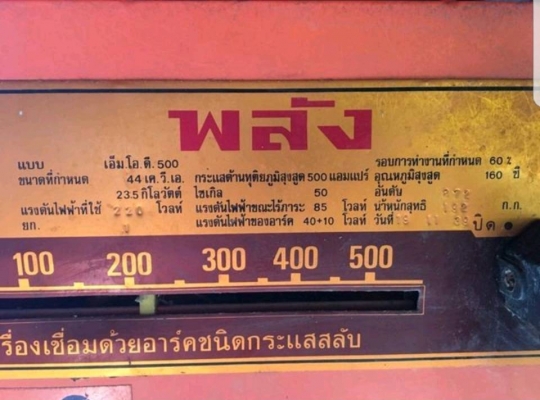 พลัง
แบบ เอ็ม.โอ.ดี. 500 รอบการทำงานที่กำหนด 60 %
ขนาดที่กำหนด 44 เค.วี.เอ. กระแสด้านทุติยภูมิสูงสุด 500 แอมแปร์ อุณหภูมิสูงสุด 160 ซี
23.5 กิโลวัตต์ ไซเกิล 50 อันดับ
แรงดันไฟฟ้าที่ใช้ 220 โวลท์ แรงดันไฟฟ้าขณะไร้ภาระ 85 โวลท์ น้ำหนักสุทธิ ก.ก.
ยก. แรงดันไฟฟ้าของอาร์ค 40+10 โวลท์ วันที่
ปิด
100 200 300 400 500
รื่องเชื่อมด้วยอาร์คชนิดกระแสสลับ